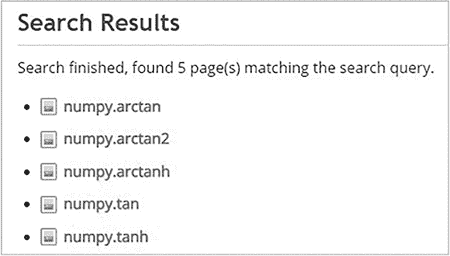 Search Results
Search finished, found 5 page(s) matching the search query.
numpy.arctan
numpy.arctan2
numpy.arctanh
numpy.tan
numpy.tanh